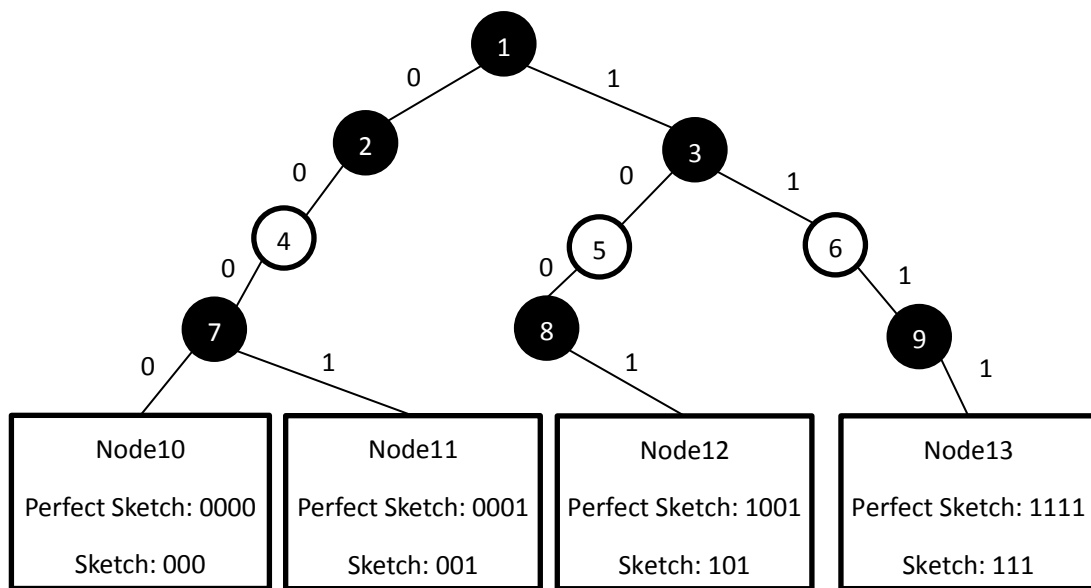 1
0
1
2
3
0
0
1
4
5
6
0
0
1
7
8
9
0
1
1
1
Node10
Perfect Sketch: 0000
Sketch: 000
Node11
Perfect Sketch: 0001
Sketch: 001
Node12
Perfect Sketch: 1001
Sketch: 101
Node13
Perfect Sketch: 1111
Sketch: 111